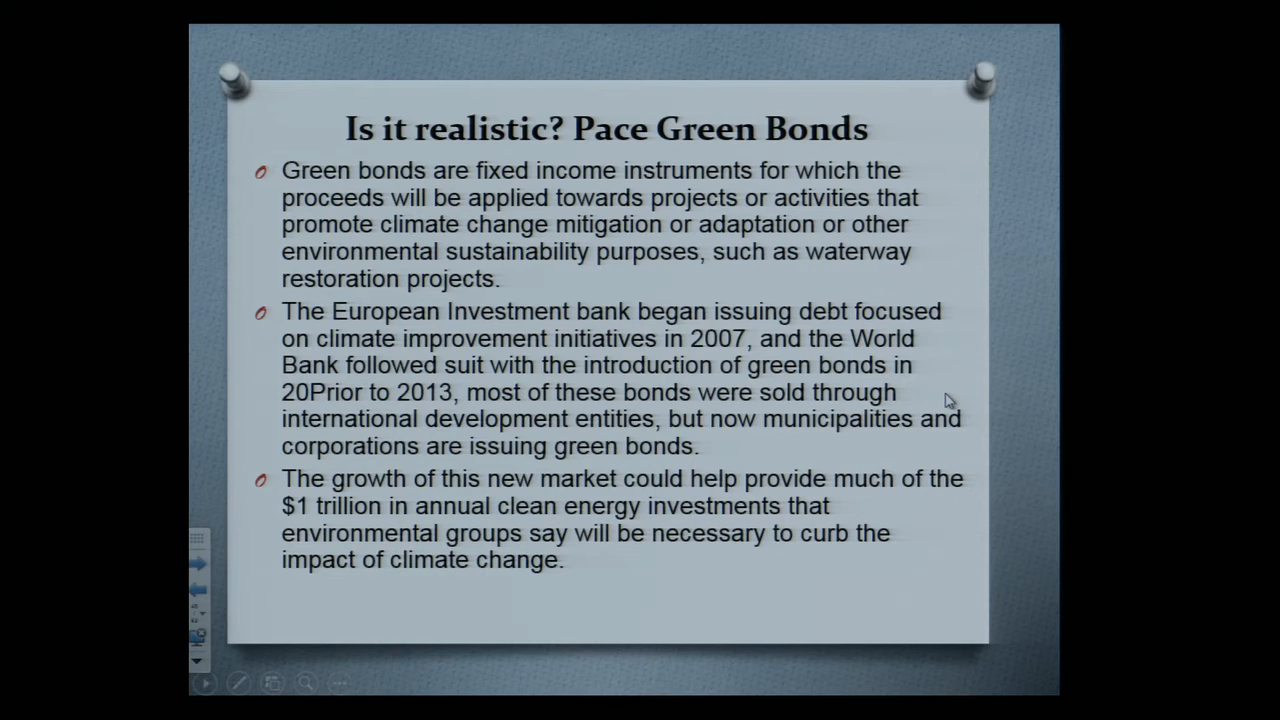 Is it realistic? Pace Green Bonds
Green bonds are fixed income instruments for which the
proceeds will be applied towards projects or activities that
promote climate change mitigation or adaptation or other
environmental sustainability purposes, such as waterway
restoration projects.
The European Investment bank began issuing debt focused
on climate improvement initiatives in 2007, and the World
Bank followed suit with the introduction of green bonds in
20Prior to 2013, most of these bonds were sold through
international development entities, but now municipalities and
corporations are issuing green bonds.
The growth of this new market could help provide much of the
$1 trillion in annual clean energy investments that
environmental groups say will be necessary to curb the
impact of climate change.